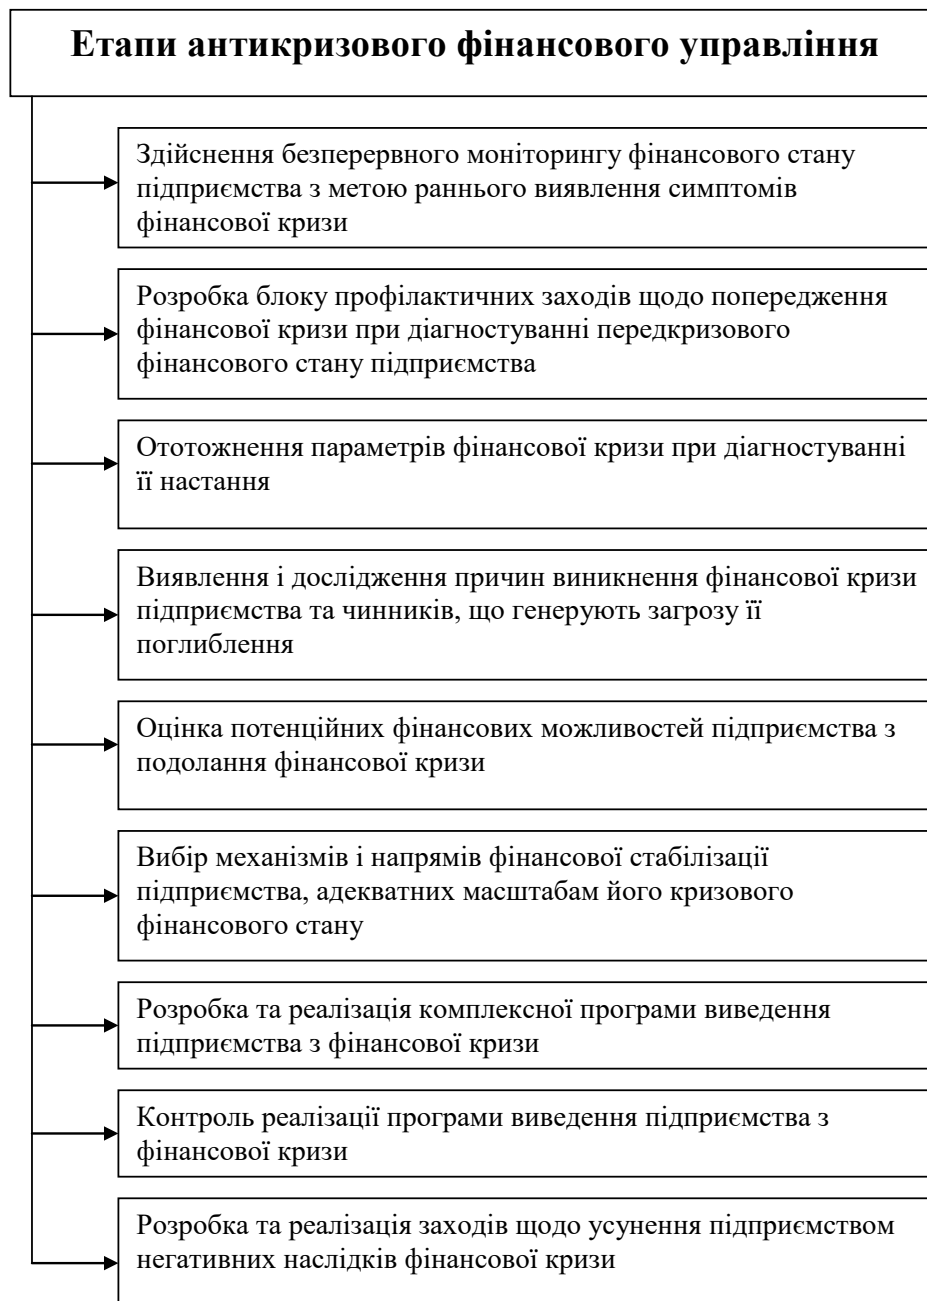 Етапи антикризового фінансового управління
Здійснення безперервного моніторингу фінансового стану
підприємства з метою раннього виявлення симптомів
фінансової кризи
Розробка блоку профілактичних заходів щодо попередження
фінансової кризи при діагностуванні передкризового
фінансового стану підприємства
Ототожнення параметрів фінансової кризи при діагностуванні
її настання
Виявлення і дослідження причин виникнення фінансової кризи
підприємства та чинників, що генерують загрозу її
поглиблення
Оцінка потенційних фінансових можливостей підприємства з
подолання фінансової кризи
Вибір механізмів і напрямів фінансової стабілізації
підприємства, адекватних масштабам його кризового
фінансового стану
Розробка та реалізація комплексної програми виведення
підприємства з фінансової кризи
Контроль реалізації програми виведення підприємства з
фінансової кризи
Розробка та реалізація заходів щодо усунення підприємством
негативних наслідків фінансової кризи